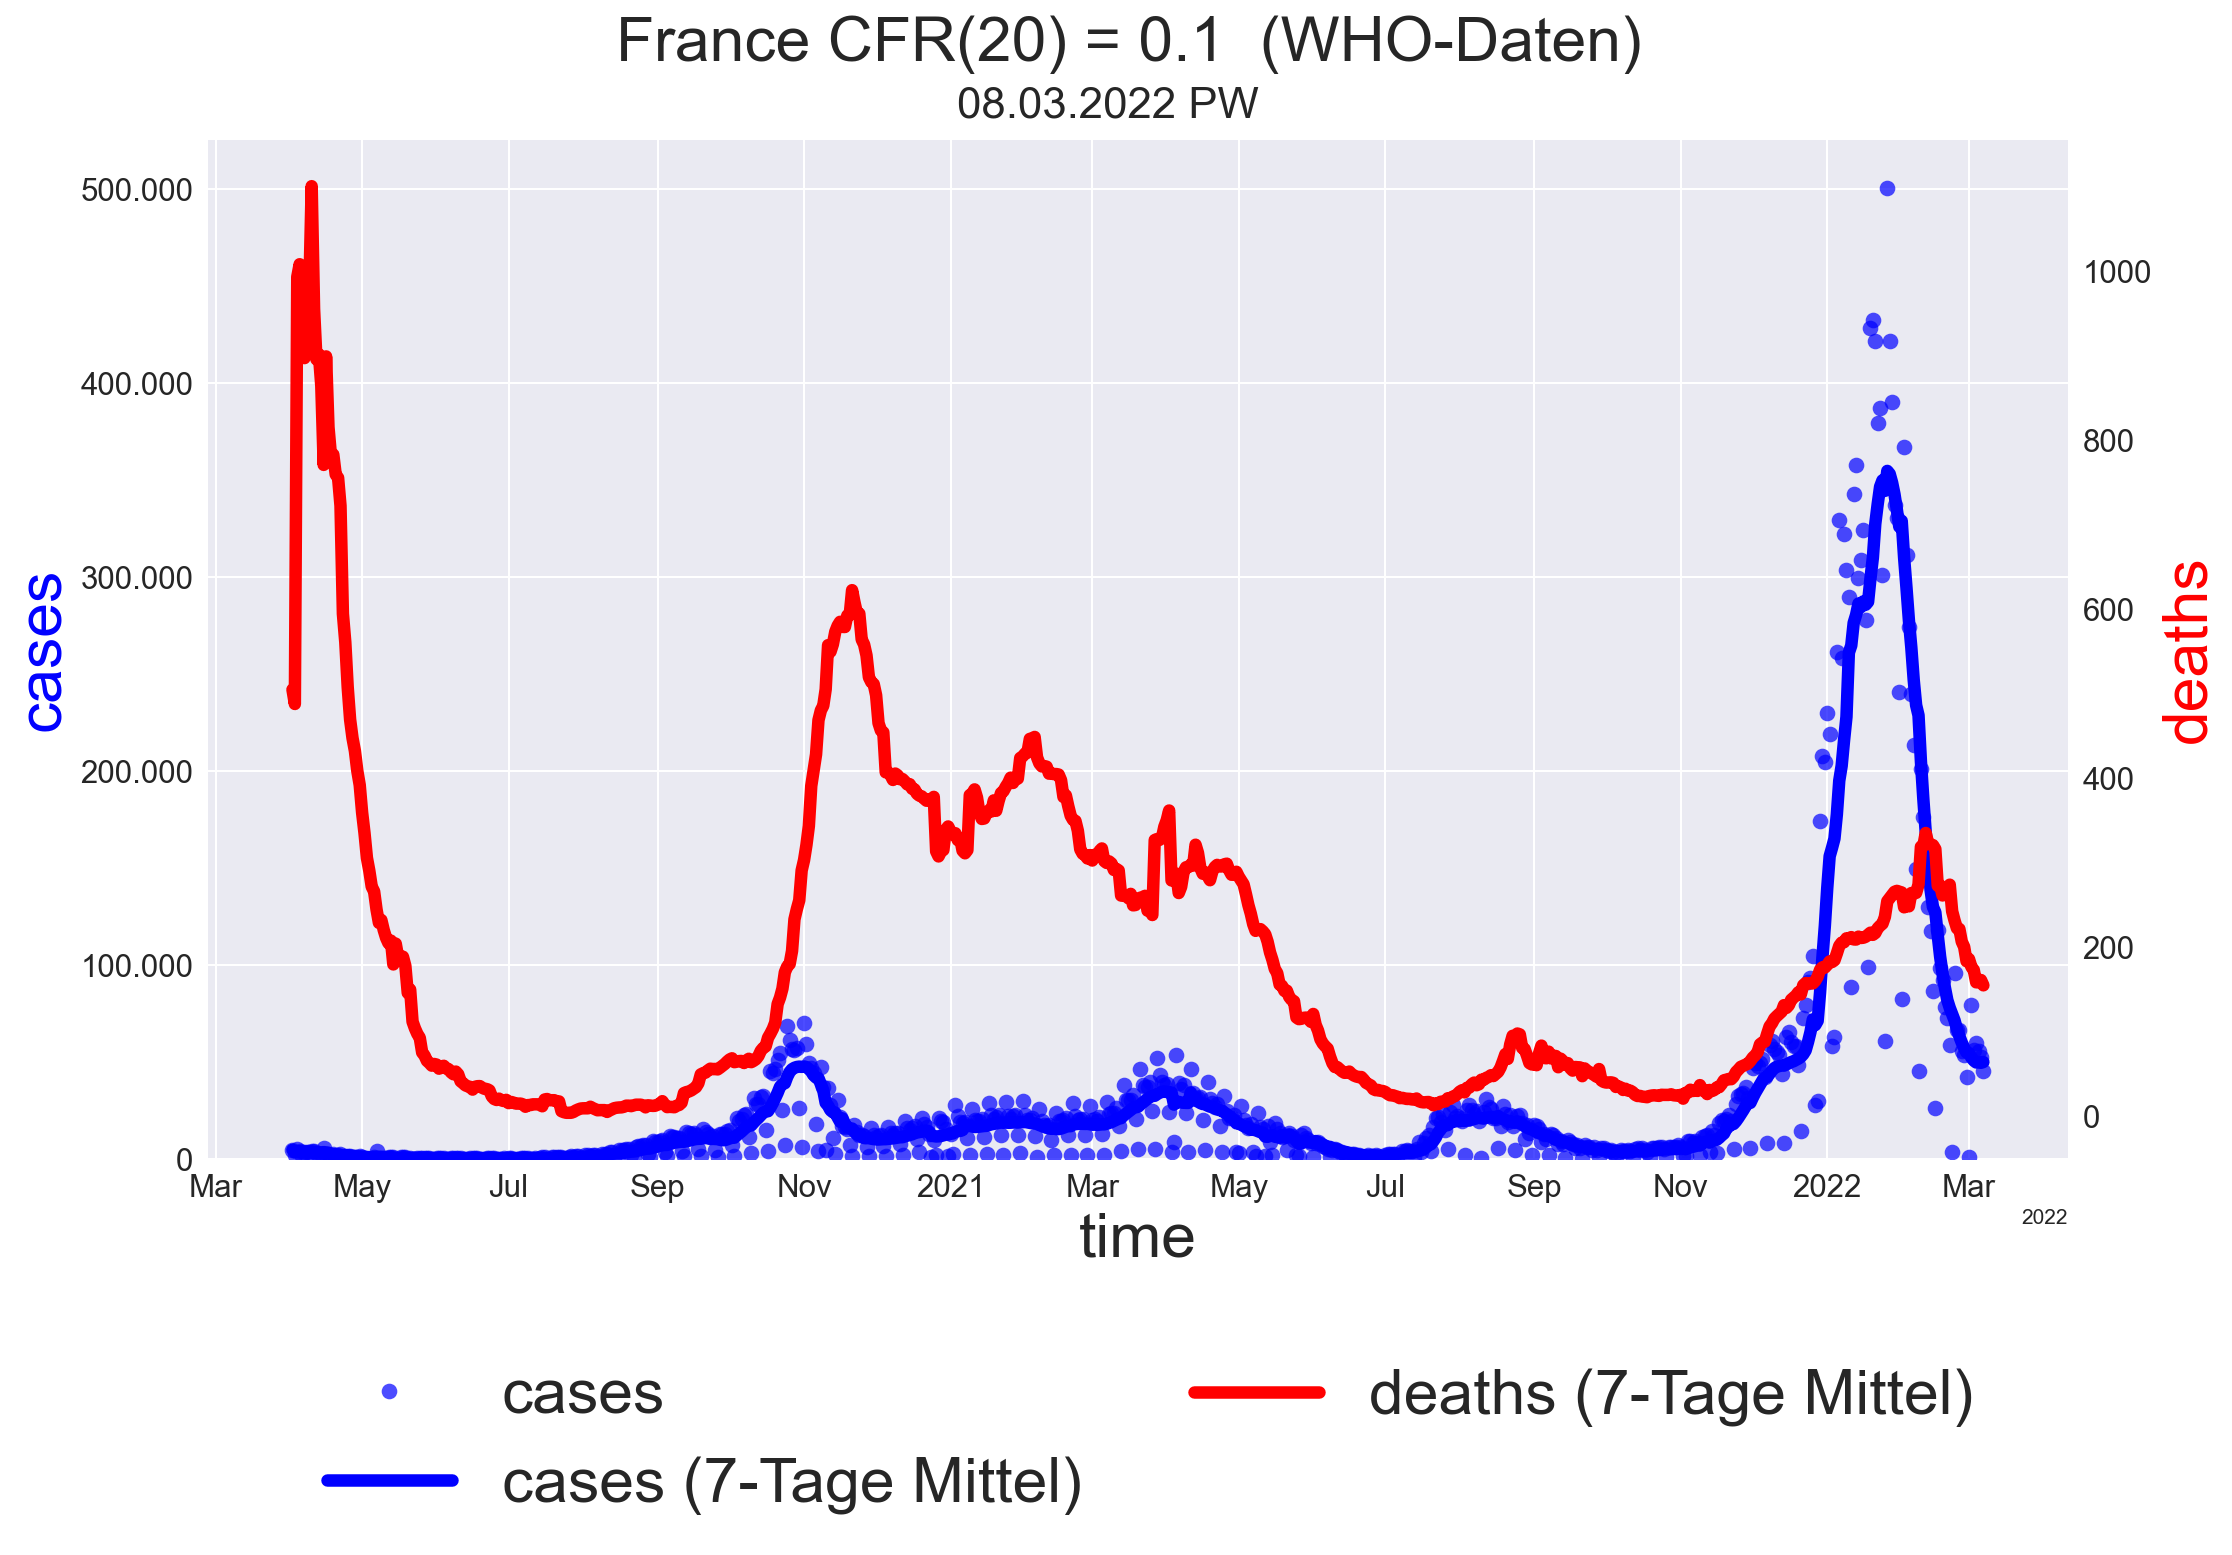 France CFR(20) = 0.1  (WHO-Daten)
08.03.2022 PW
500.000
400.000
300.000
200.000
100.000
0
cases
1000
800
600
400
200
0
deaths
Mar May Jul Sep Nov 2021 Mar May Jul Sep Nov 2022 Mar
2022
time
cases
cases (7-Tage Mittel)
deaths (7-Tage Mittel)